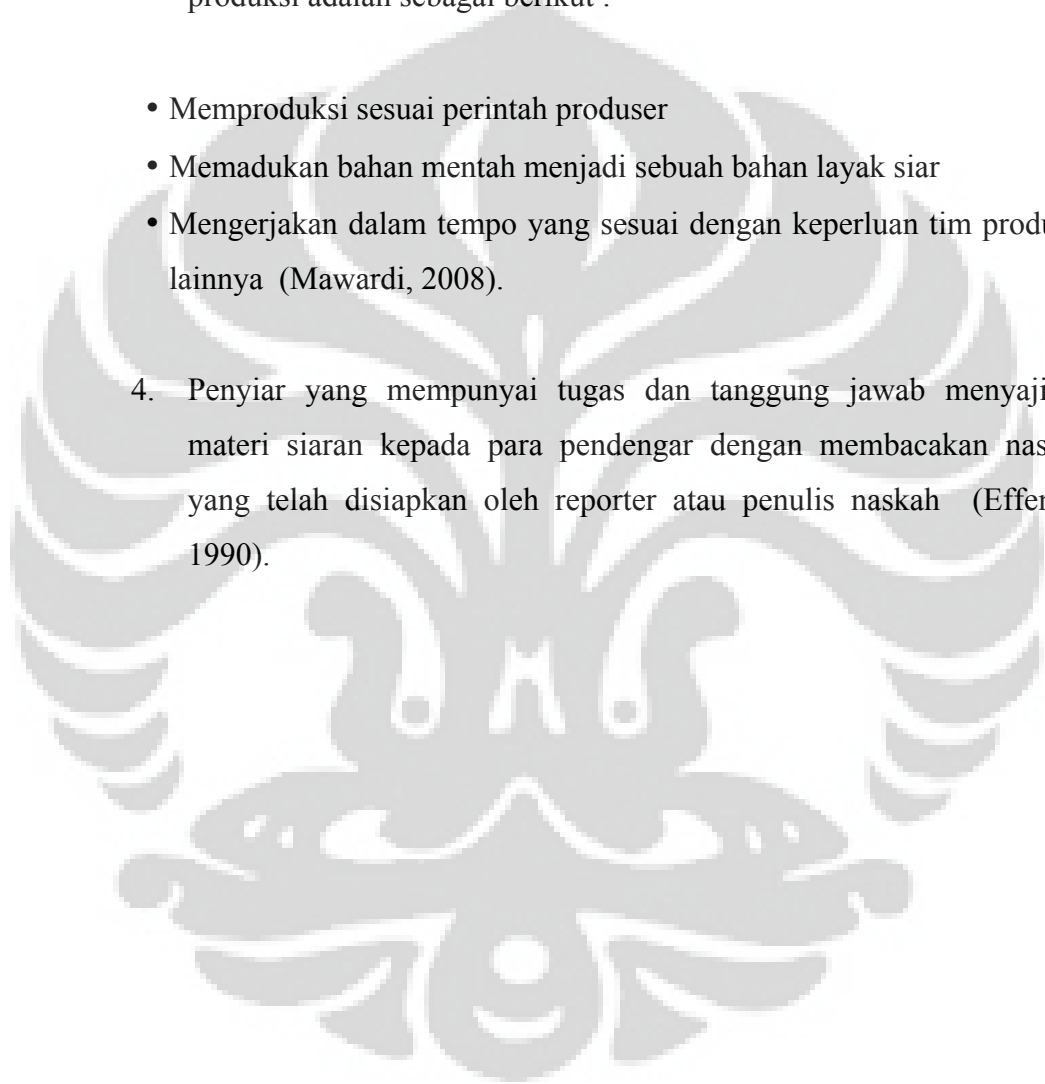 produksi adalah sebagai berikut :
• Memproduksi sesuai perintah produser
• Memadukan bahan mentah menjadi sebuah bahan layak siar
• Mengerjakan dalam tempo yang sesuai dengan keperluan tim produ
lainnya (Mawardi, 2008).
4. Penyiar yang mempunyai tugas dan tanggung jawab menyaji
materi siaran kepada para pendengar dengan membacakan nas
yang telah disiapkan oleh reporter atau penulis naskah (Effer
1990).